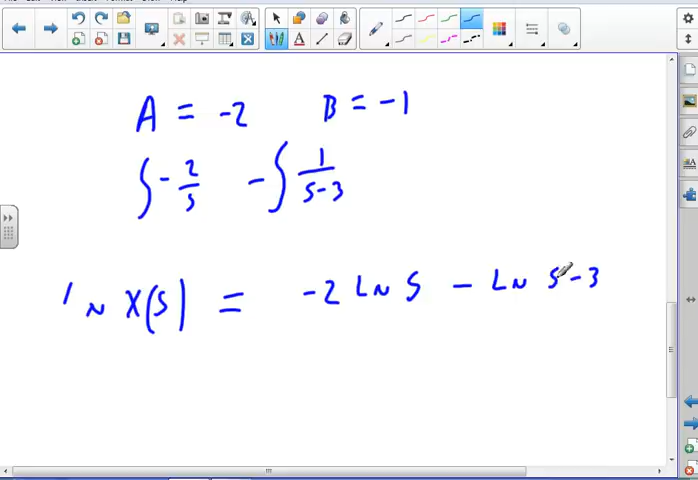 A = -2 B = -1
∫ - 2/s - ∫ 1/s-3
ln X(s) = -2 Ln s - Ln s-3